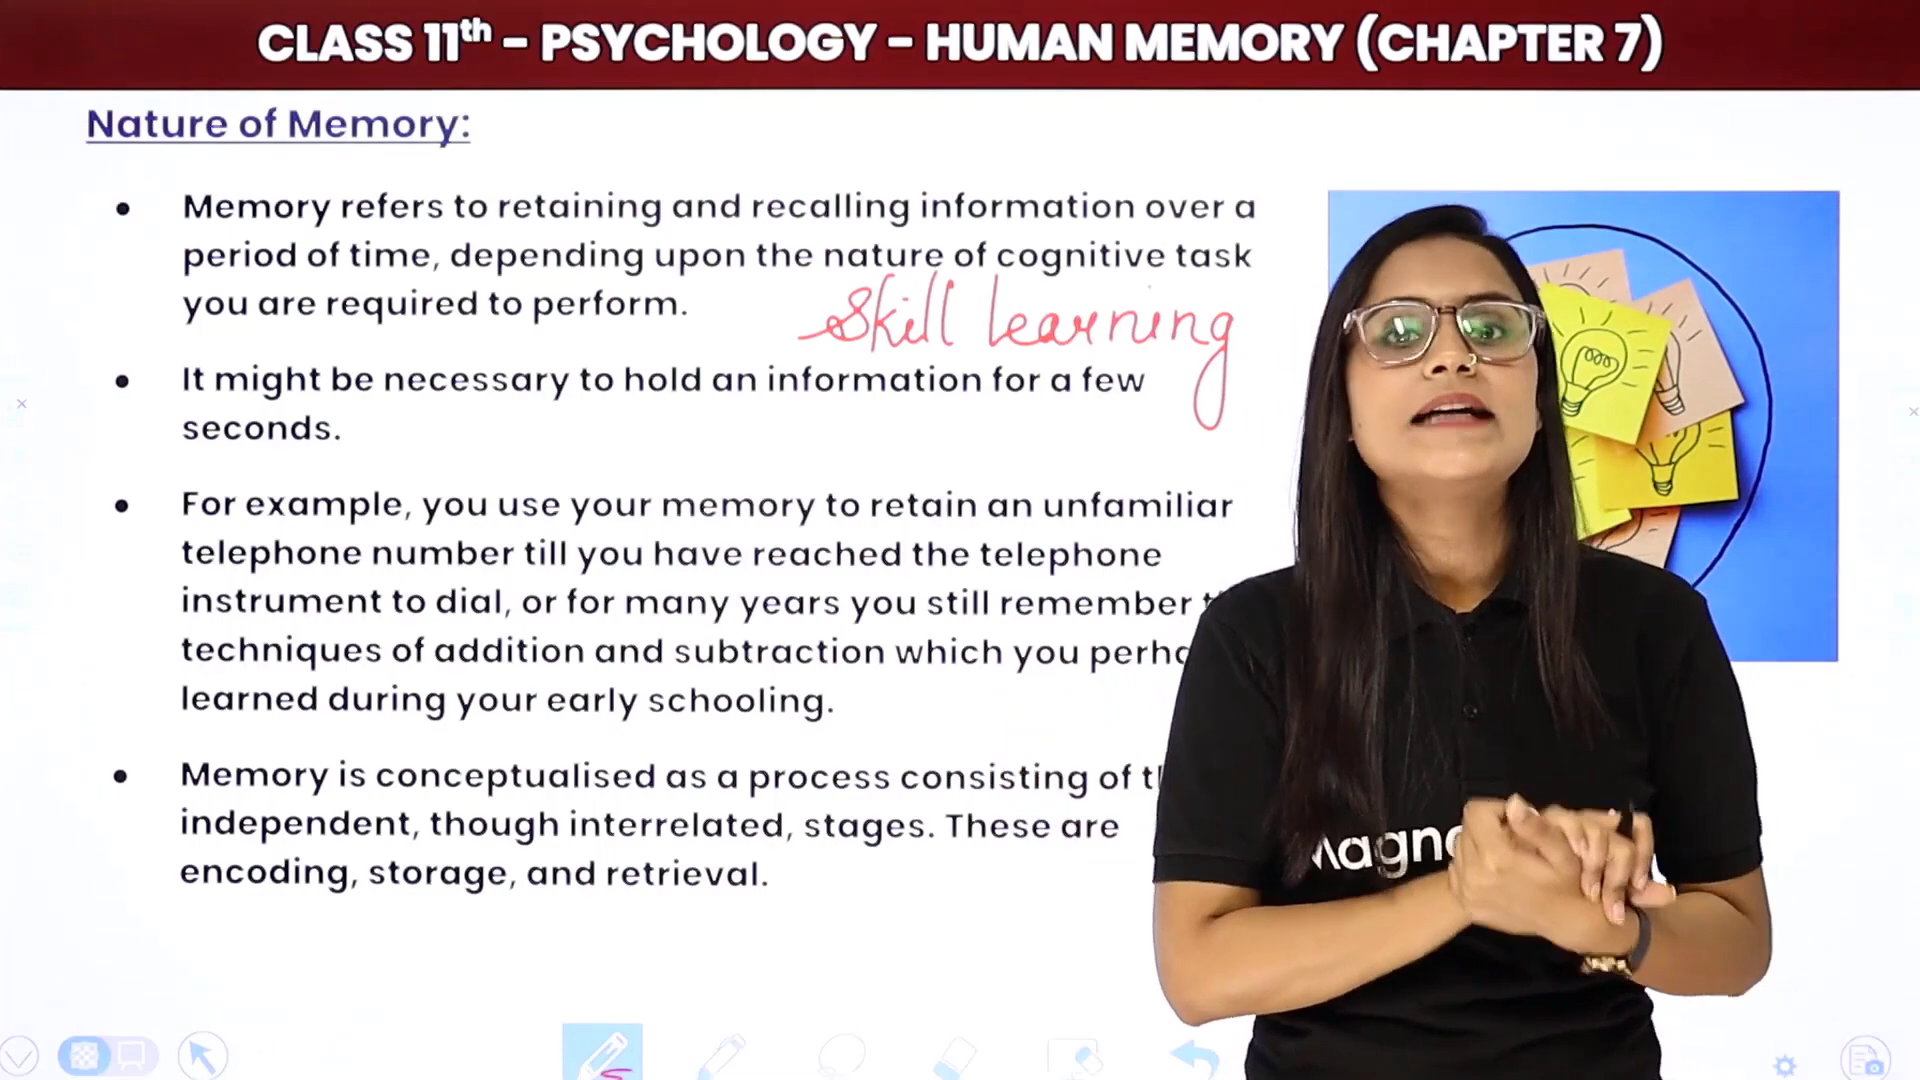 CLASS 11th - PSYCHOLOGY - HUMAN MEMORY (CHAPTER 7)
Nature of Memory:
• Memory refers to retaining and recalling information over a
period of time, depending upon the nature of cognitive task
you are required to perform.
Skill learning
• It might be necessary to hold an information for a few
seconds.
• For example, you use your memory to retain an unfamiliar
telephone number till you have reached the telephone
instrument to dial, or for many years you still remember
techniques of addition and subtraction which you
learned during your early schooling.
• Memory is conceptualised as a process consisting of
independent, though interrelated, stages. These are
encoding, storage, and retrieval.